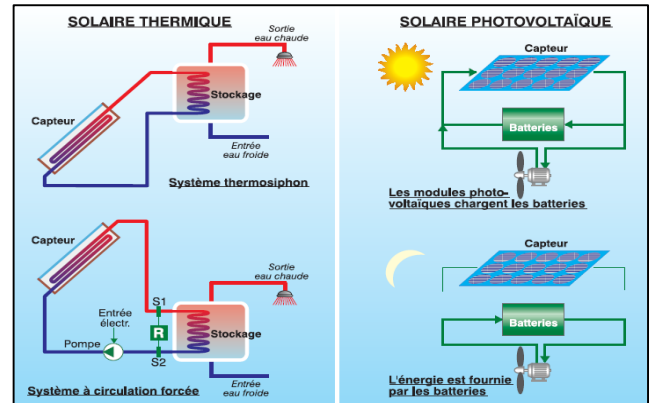 SOLAIRE THERMIQUE
Sortie
eau chaude
Stockage
Capteur
Entrée
eau froide
Système thermosiphon
Capteur
Sortie
eau chaude
Entrée
électr.
S1
R
Stockage
Pompe
S2
Entrée
eau froide
Système à circulation forcée
SOLAIRE PHOTOVOLTAÏQUE
Capteur
Batteries
Les modules photo-
voltaïques chargent les batteries
Capteur
Batteries
L'énergie est fournie
par les batteries